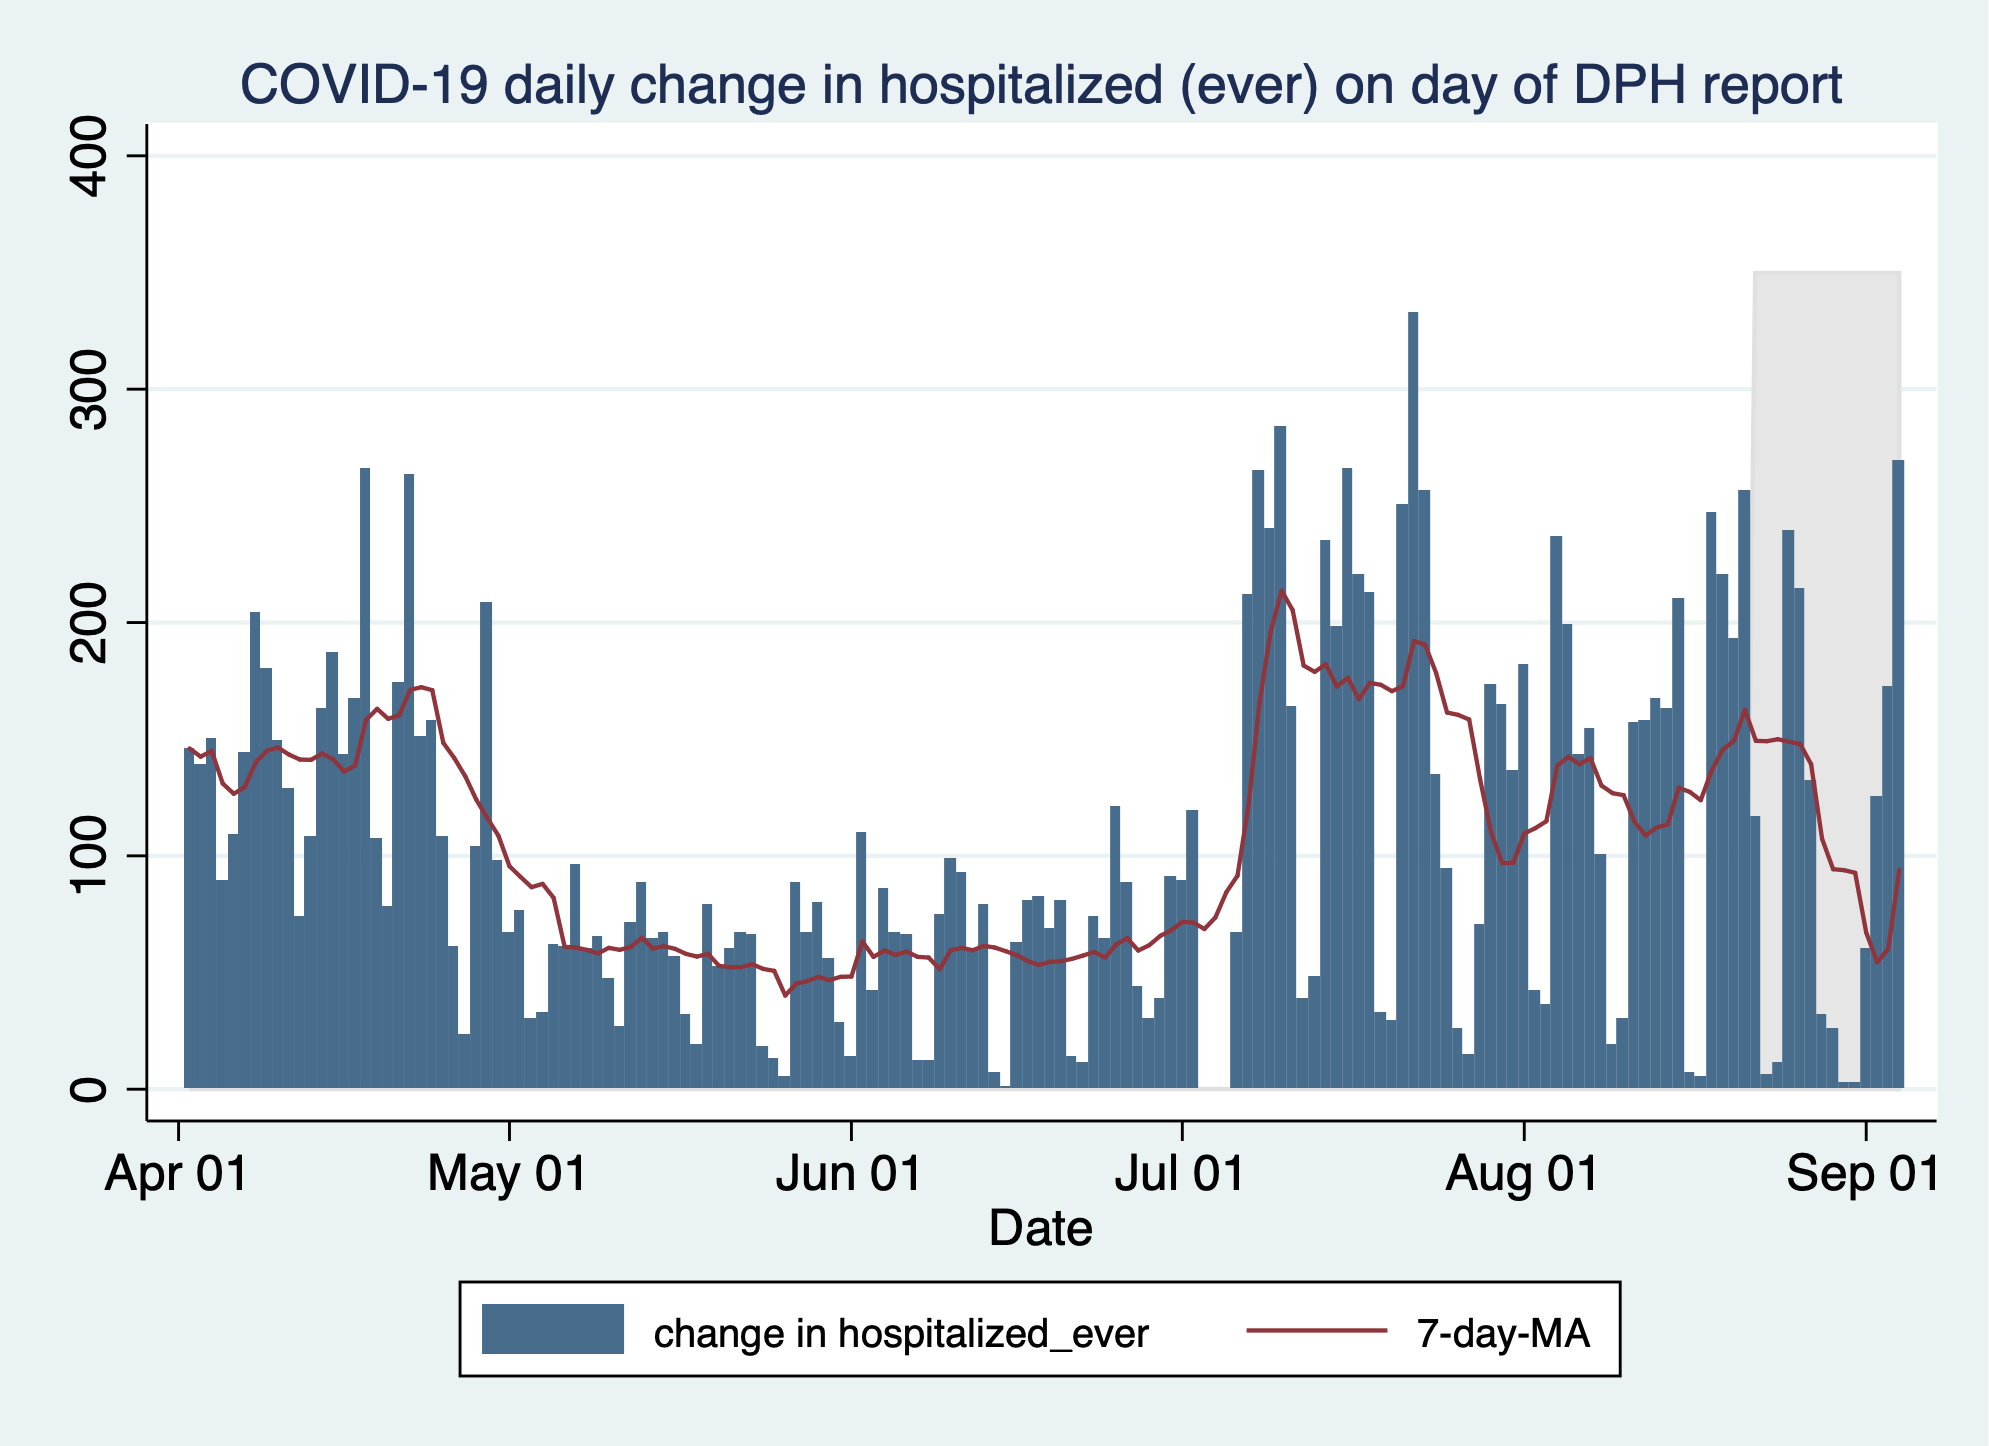 COVID-19 daily change in hospitalized (ever) on day of DPH report
400
300
200
100
0
Apr 01 May 01 Jun 01 Jul 01 Aug 01 Sep 01
Date
change in hospitalized_ever 7-day-MA